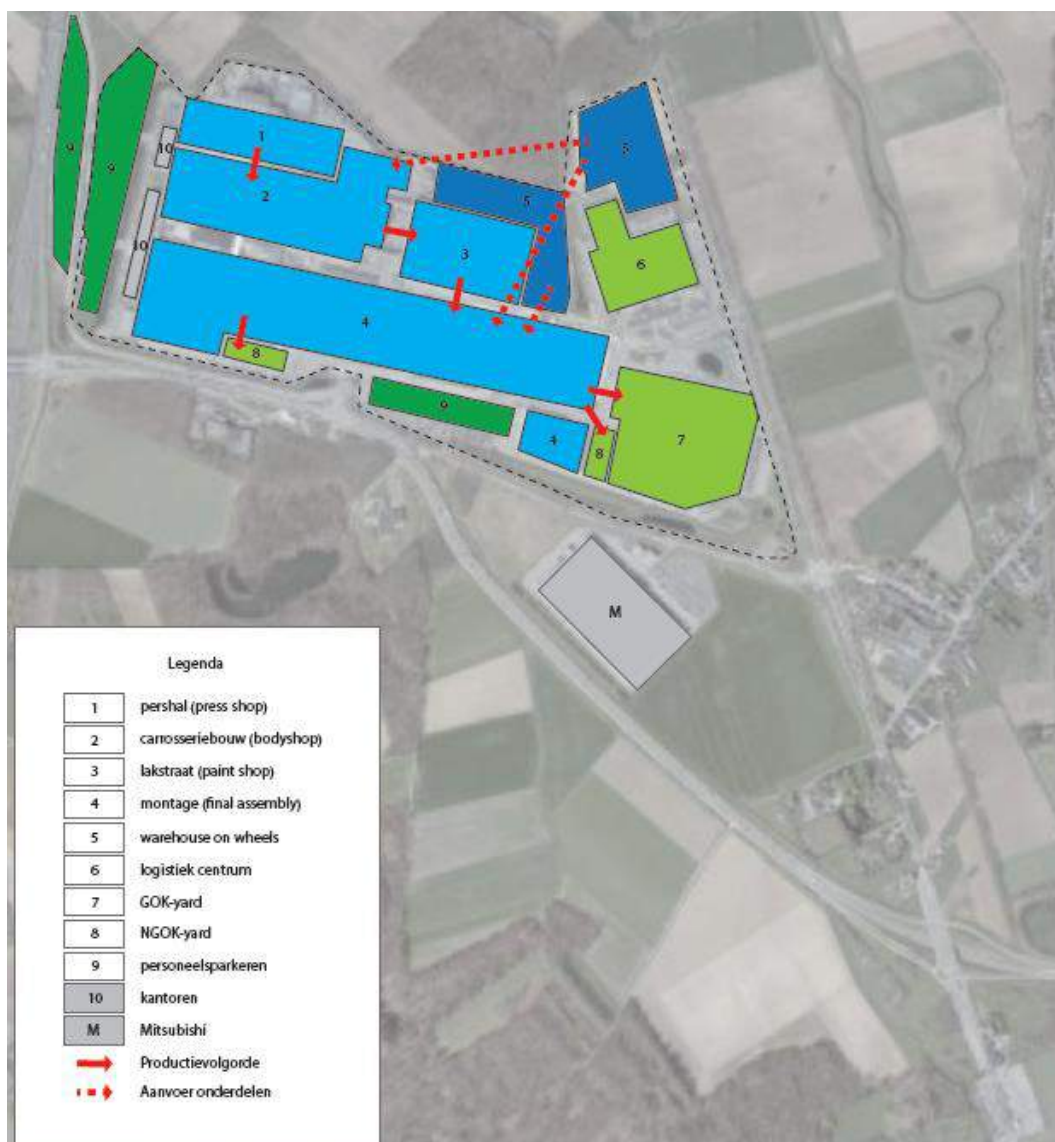 9
9
10
1
2
10
5
5
3
6
4
8
9
4
8
7
M
Legenda
1 pershal (press shop)
2 carrosseriebouw (bodyshop)
3 lakstraat (paint shop)
4 montage (final assembly)
5 warehouse on wheels
6 logistiek centrum
7 GOK-yard
8 NGOK-yard
9 personeelsparkeren
10 kantoren
M Mitsubishi
Productievolgorde
Aanvoer onderdelen